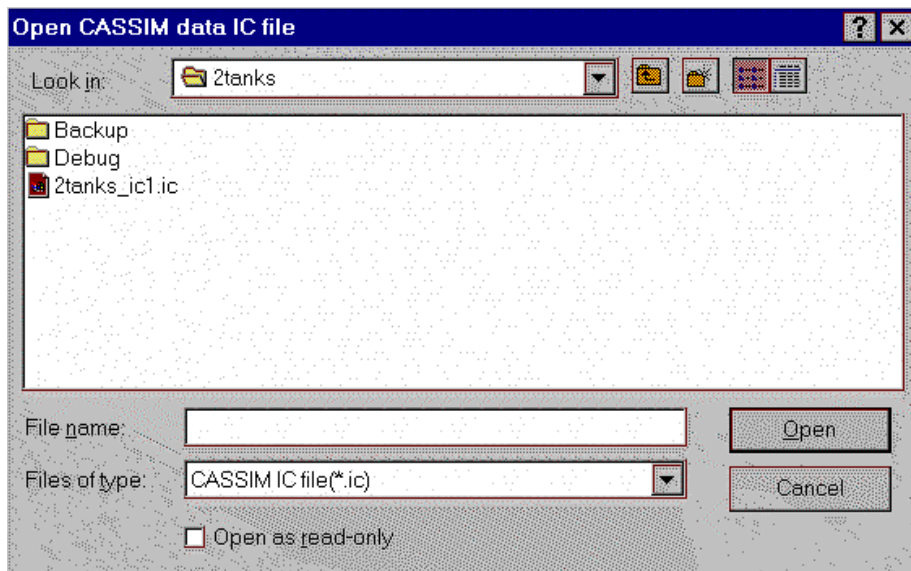 Open CASSIM data IC file
Look in: 2tanks
Backup
Debug
2tanks_ic1.ic
File name: Open
Files of type: CASSIM IC file(*.ic) Cancel
Open as read-only